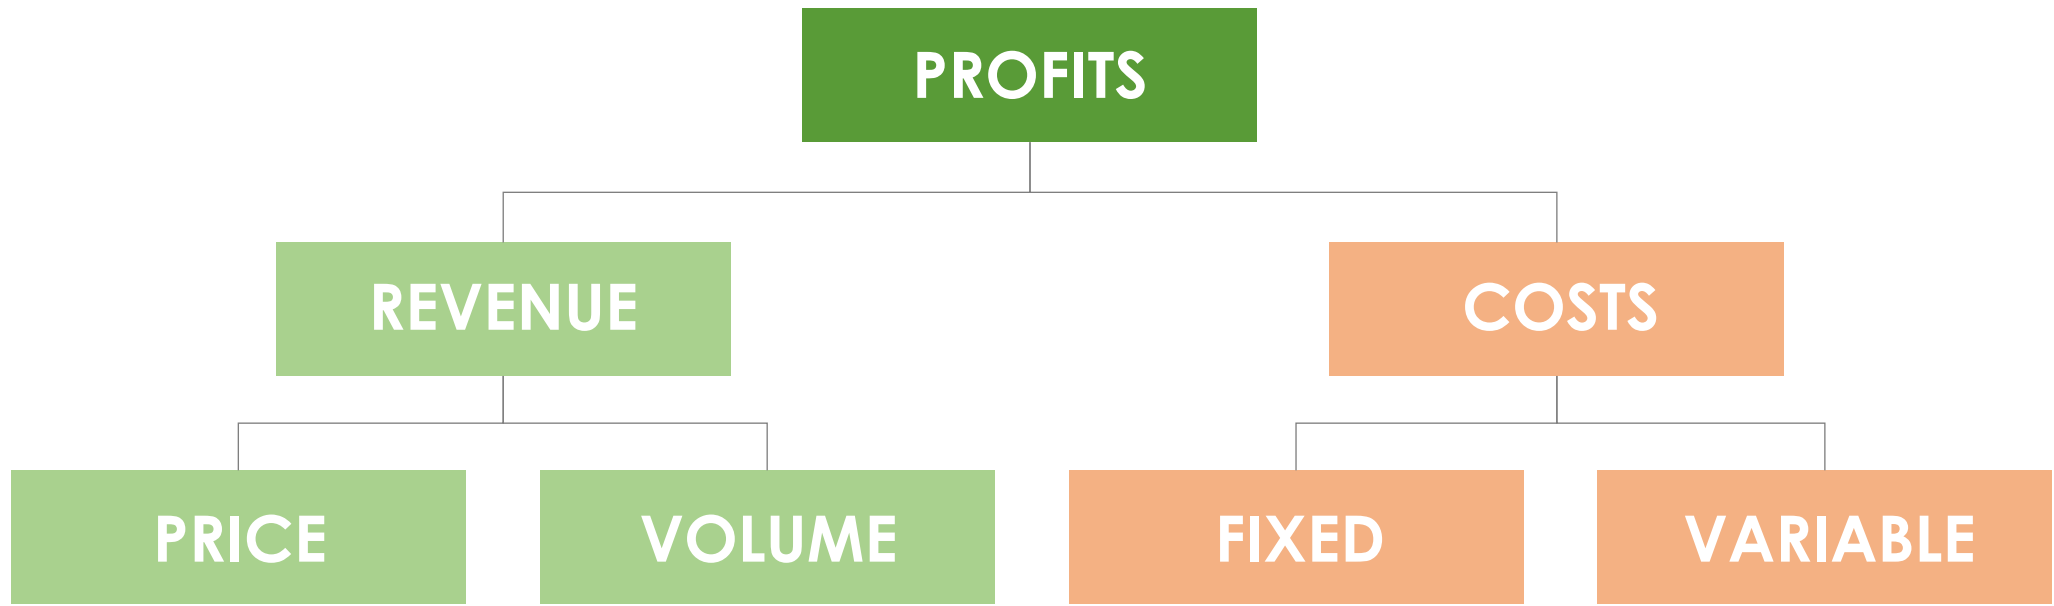 PROFITS
REVENUE
COSTS
PRICE
VOLUME
FIXED
VARIABLE